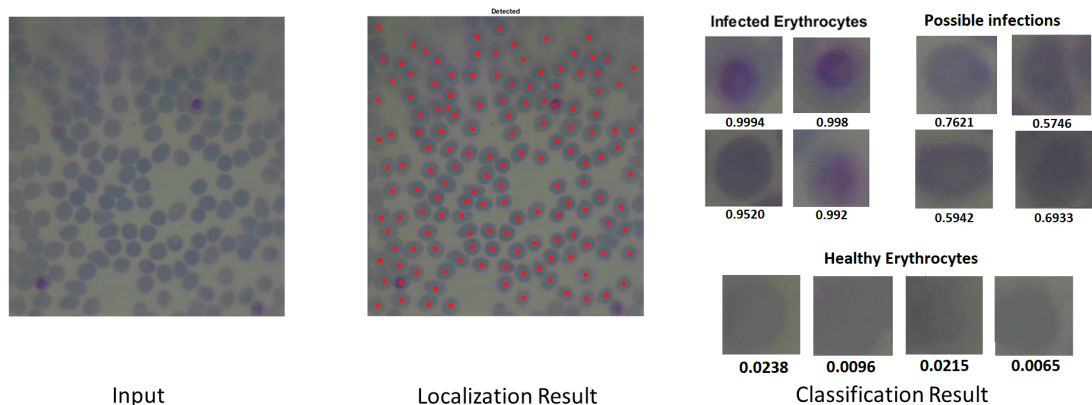 Detected
Infected Erythrocytes
Possible infections
0.9994
0.998
0.7621
0.5746
0.9520
0.992
0.5942
0.6933
Healthy Erythrocytes
0.0238
0.0096
0.0215
0.0065
Input
Localization Result
Classification Result